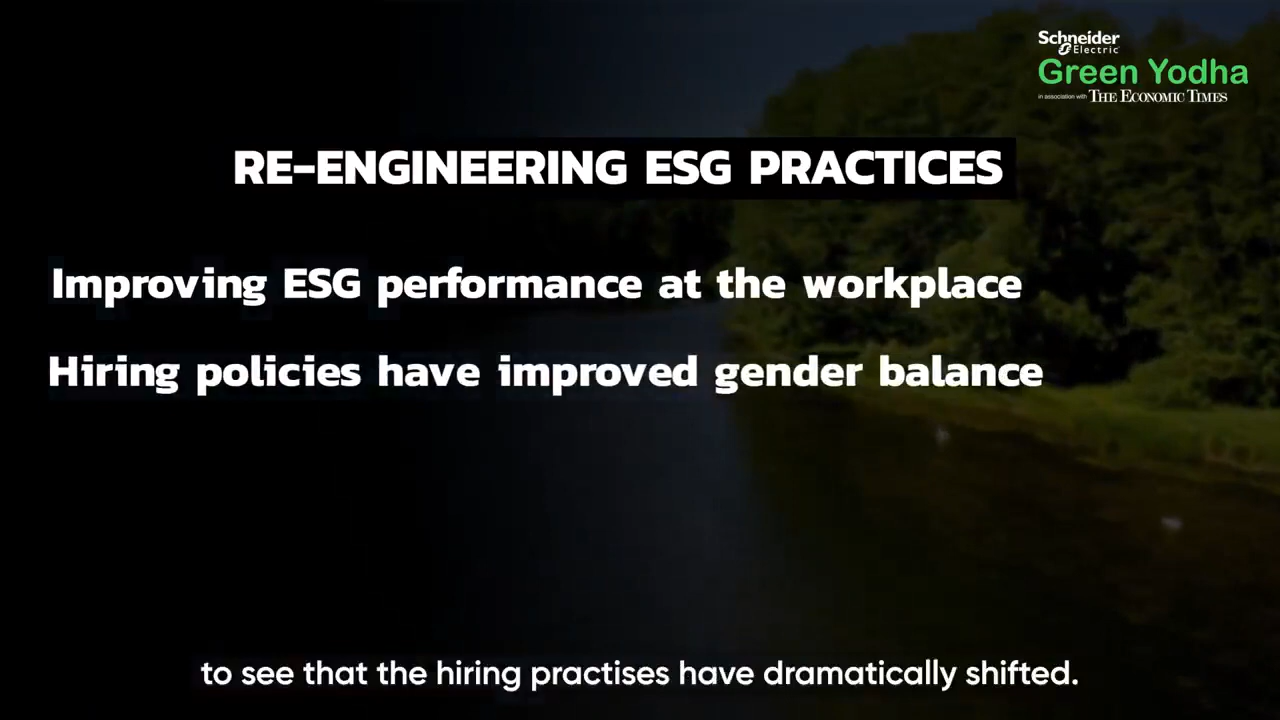 Schneider
Electric
Green Yodha
in association with THE ECONOMIC TIMES
RE-ENGINEERING ESG PRACTICES
Improving ESG performance at the workplace
Hiring policies have improved gender balance
to see that the hiring practises have dramatically shifted.